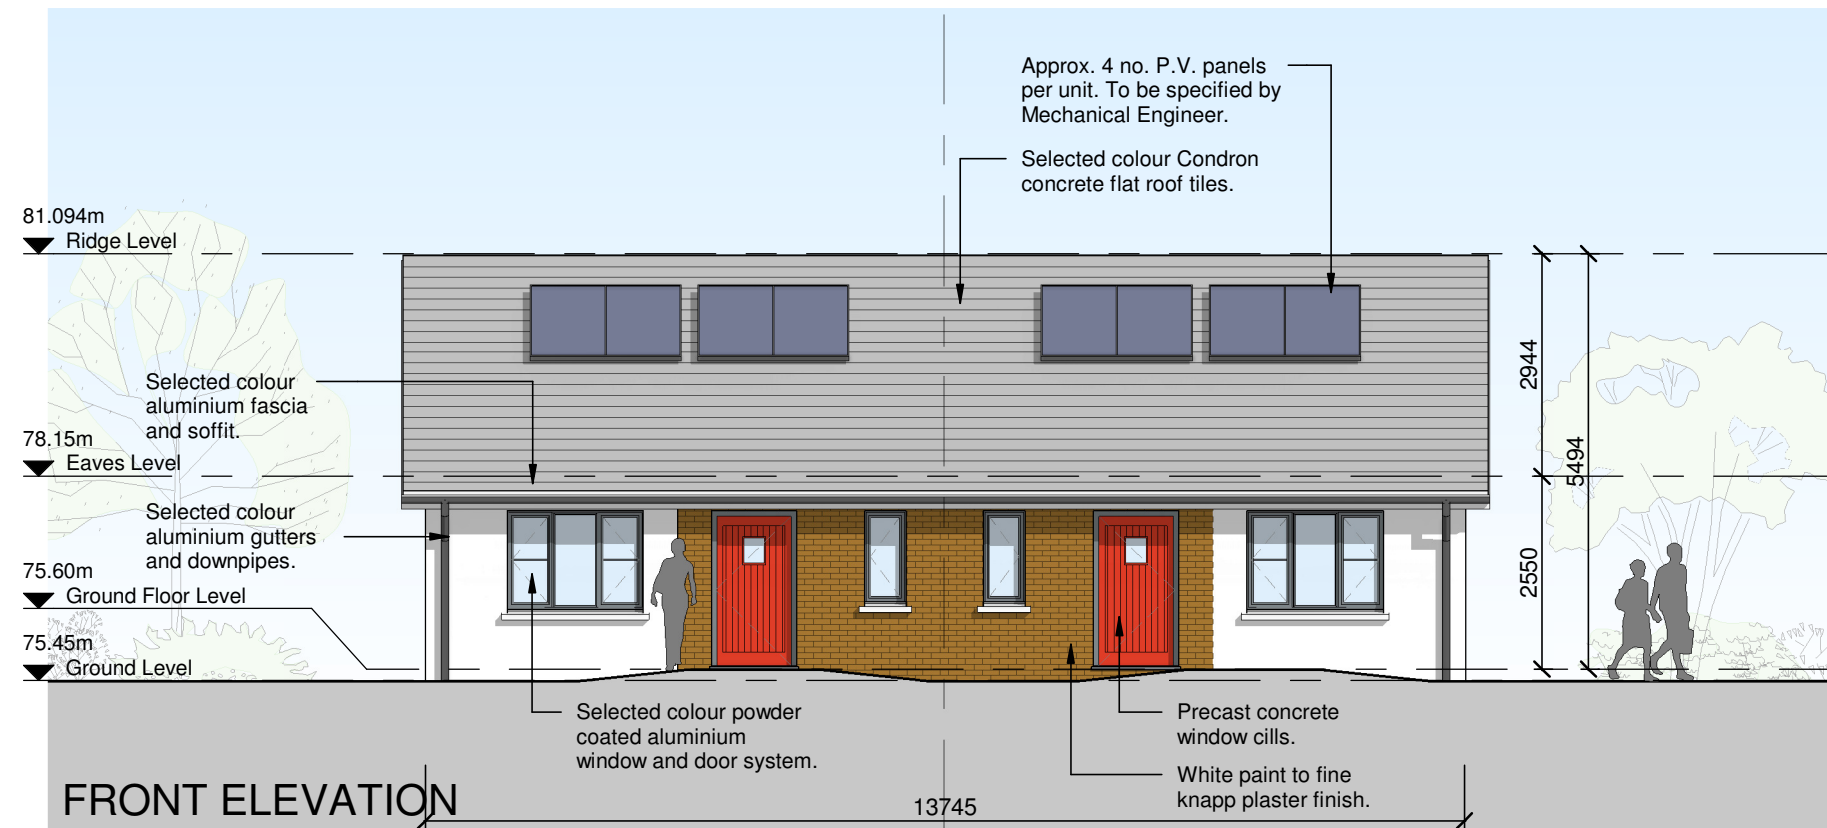 Approx. 4 no. P.V. panels
per unit. To be specified by
Mechanical Engineer.
Selected colour Condron
concrete flat roof tiles.
81.094m
Ridge Level
Selected colour
aluminium fascia
and soffit.
78.15m
Eaves Level
Selected colour
aluminium gutters
and downpipes.
75.60m
Ground Floor Level
75.45m
Ground Level
2944
5494
2550
Selected colour powder
coated aluminium
window and door system.
Precast concrete
window cills.
White paint to fine
knapp plaster finish.
FRONT ELEVATION
13745